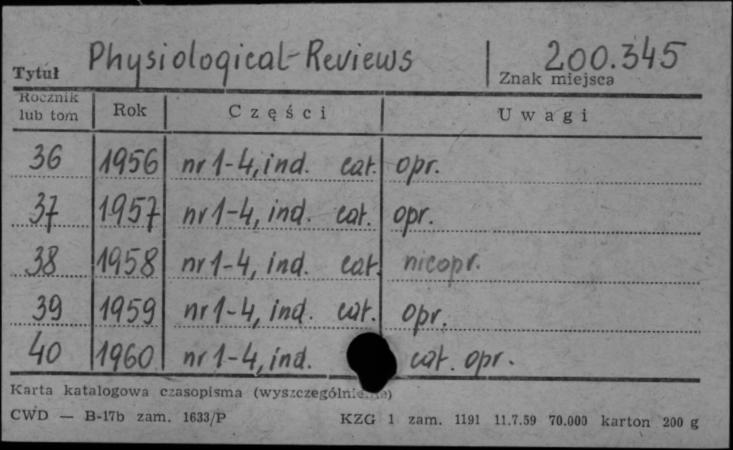 Tytuł Physiological Reviews 200.345
Znak miejsca
Rocznik lub tom Rok Części Uwagi
36 1956 nr 1-4, ind. cał. opr.
37 1957 nr 1-4, ind. cał. opr.
38 1958 nr 1-4, ind. cał. nieopr.
39 1959 nr 1-4, ind. cał. opr.
40 1960 nr 1-4, ind. cał. opr.
Karta katalogowa czasopisma
CWD — B-17b zam. 1633/P KZG 1 zam. 1191 11.7.59 70.000 karton 200 g